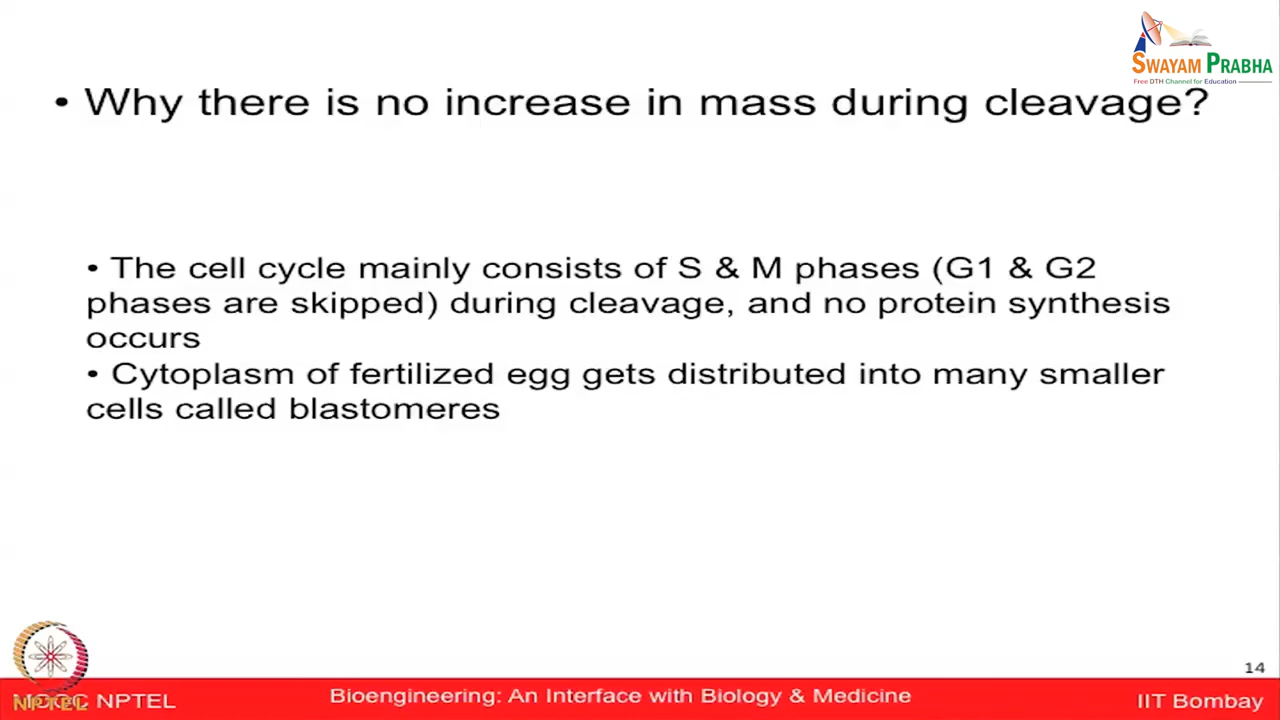 SWAYAM PRABHA
Free DTH Channel for Education
• Why there is no increase in mass during cleavage?
• The cell cycle mainly consists of S & M phases (G1 & G2
phases are skipped) during cleavage, and no protein synthesis
occurs
• Cytoplasm of fertilized egg gets distributed into many smaller
cells called blastomeres
14
NPTEL
MOOC NPTEL
Bioengineering: An Interface with Biology & Medicine
IIT Bombay